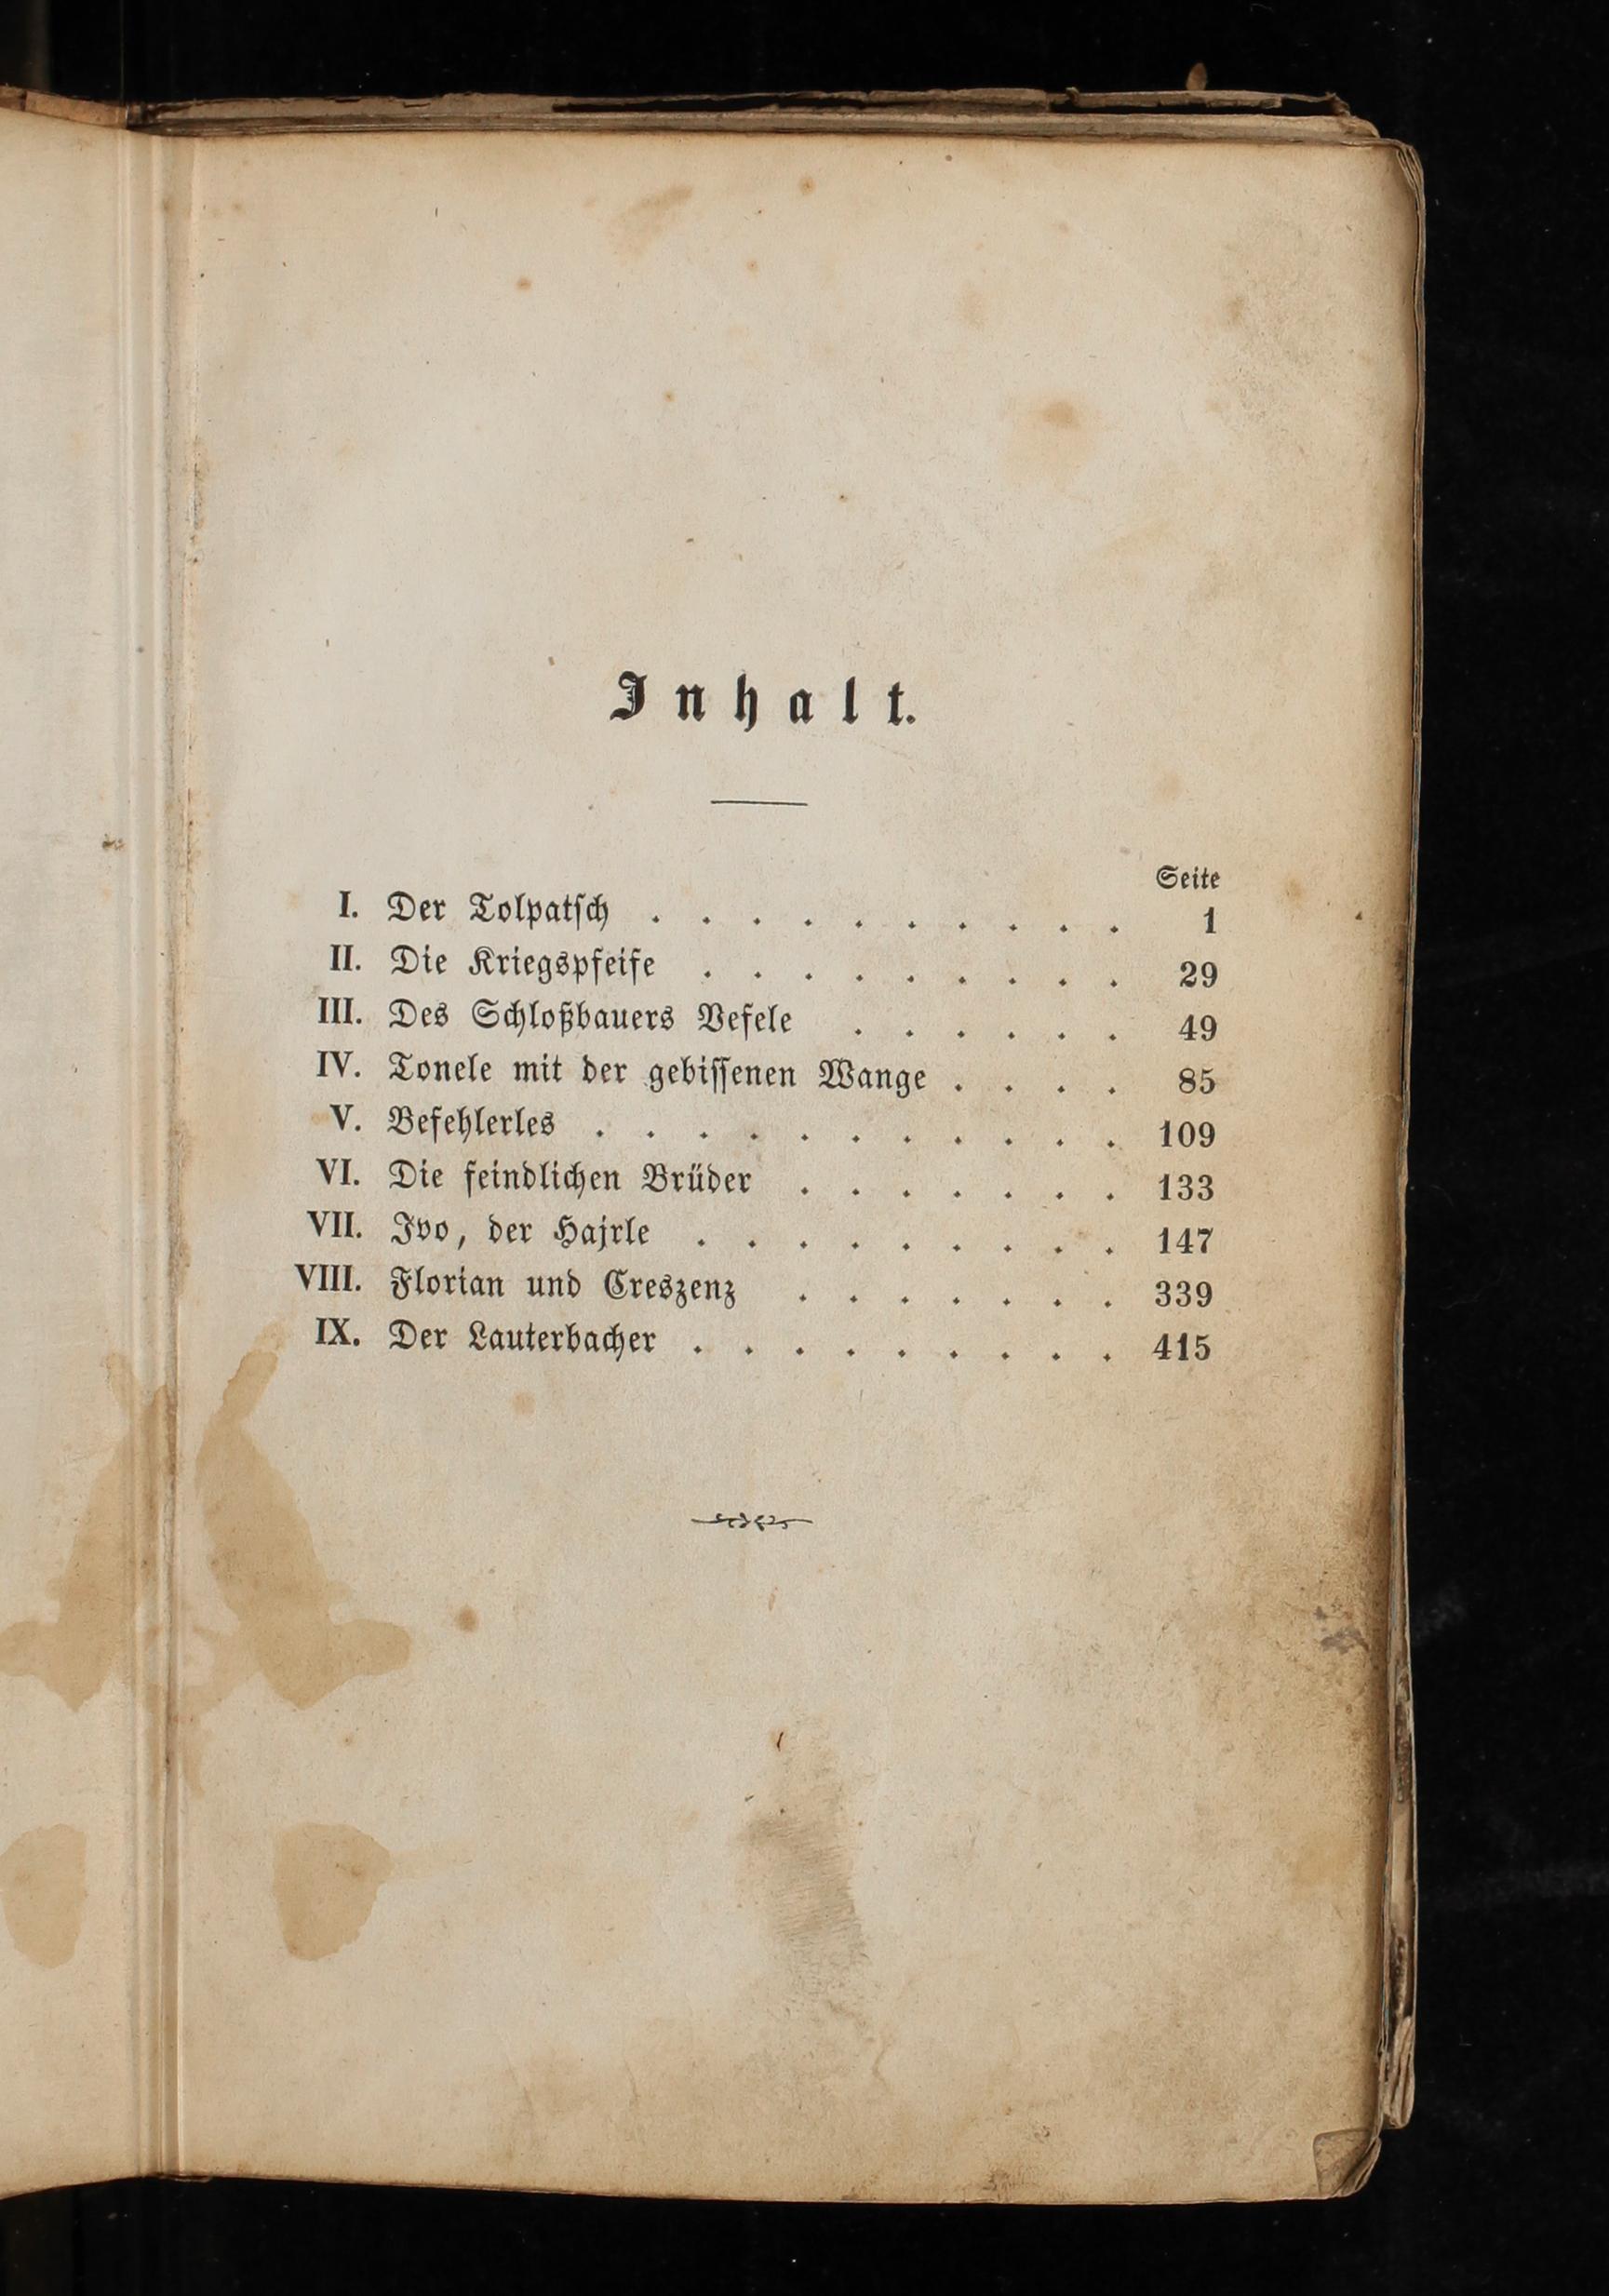 Inhalt.
Seite
I. Der Tolpatſch . . . . . . . . . . 1
II. Die Kriegspfeife . . . . . . . . . 29
III. Des Schloßbauers Vefele . . . . . . 49
IV. Tonele mit der gebiſſenen Wange . . . . 85
V. Befehlerles . . . . . . . . . . . 109
VI. Die feindlichen Brüder . . . . . . . 133
VII. Ivo, der Hajrle . . . . . . . . . 147
VIII. Florian und Creszenz . . . . . . . 339
IX. Der Lauterbacher . . . . . . . . . 415